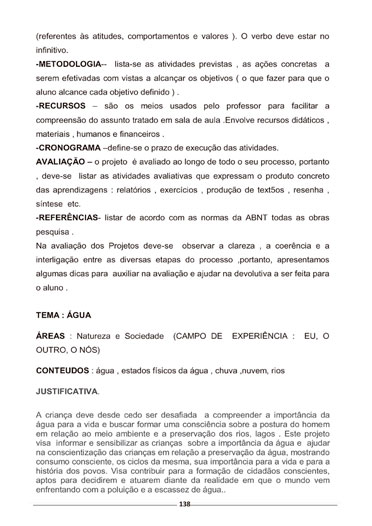 (referentes às atitudes, comportamentos e valores ). O verbo deve estar no
infinitivo.
-METODOLOGIA-- lista-se as atividades previstas , as ações concretas a
serem efetivadas com vistas a alcançar os objetivos ( o que fazer para que o
aluno alcance cada objetivo definido ) .
-RECURSOS – são os meios usados pelo professor para facilitar a
compreensão do assunto tratado em sala de aula .Envolve recursos didáticos ,
materiais , humanos e financeiros .
-CRONOGRAMA –define-se o prazo de execução das atividades.
AVALIAÇÃO – o projeto é avaliado ao longo de todo o seu processo, portanto
, deve-se listar as atividades avaliativas que expressam o produto concreto
das aprendizagens : relatórios , exercícios , produção de text5os , resenha ,
síntese etc.
-REFERÊNCIAS- listar de acordo com as normas da ABNT todas as obras
pesquisa .
Na avaliação dos Projetos deve-se observar a clareza , a coerência e a
interligação entre as diversas etapas do processo ,portanto, apresentamos
algumas dicas para auxiliar na avaliação e ajudar na devolutiva a ser feita para
o aluno .
TEMA : ÁGUA
ÁREAS : Natureza e Sociedade (CAMPO DE EXPERIÊNCIA : EU, O
OUTRO, O NÓS)
CONTEUDOS : água , estados físicos da água , chuva ,nuvem, rios
JUSTIFICATIVA.
A criança deve desde cedo ser desafiada a compreender a importância da
água para a vida e buscar formar uma consciência sobre a postura do homem
em relação ao meio ambiente e a preservação dos rios, lagos . Este projeto
visa informar e sensibilizar as crianças sobre a importância da água e ajudar
na conscientização das crianças em relação a preservação da água, mostrando
consumo consciente, os ciclos da mesma, sua importância para a vida e para a
história dos povos. Visa contribuir para a formação de cidadãos conscientes,
aptos para decidirem e atuarem diante da realidade em que o mundo vem
enfrentando com a poluição e a escassez de água..
138